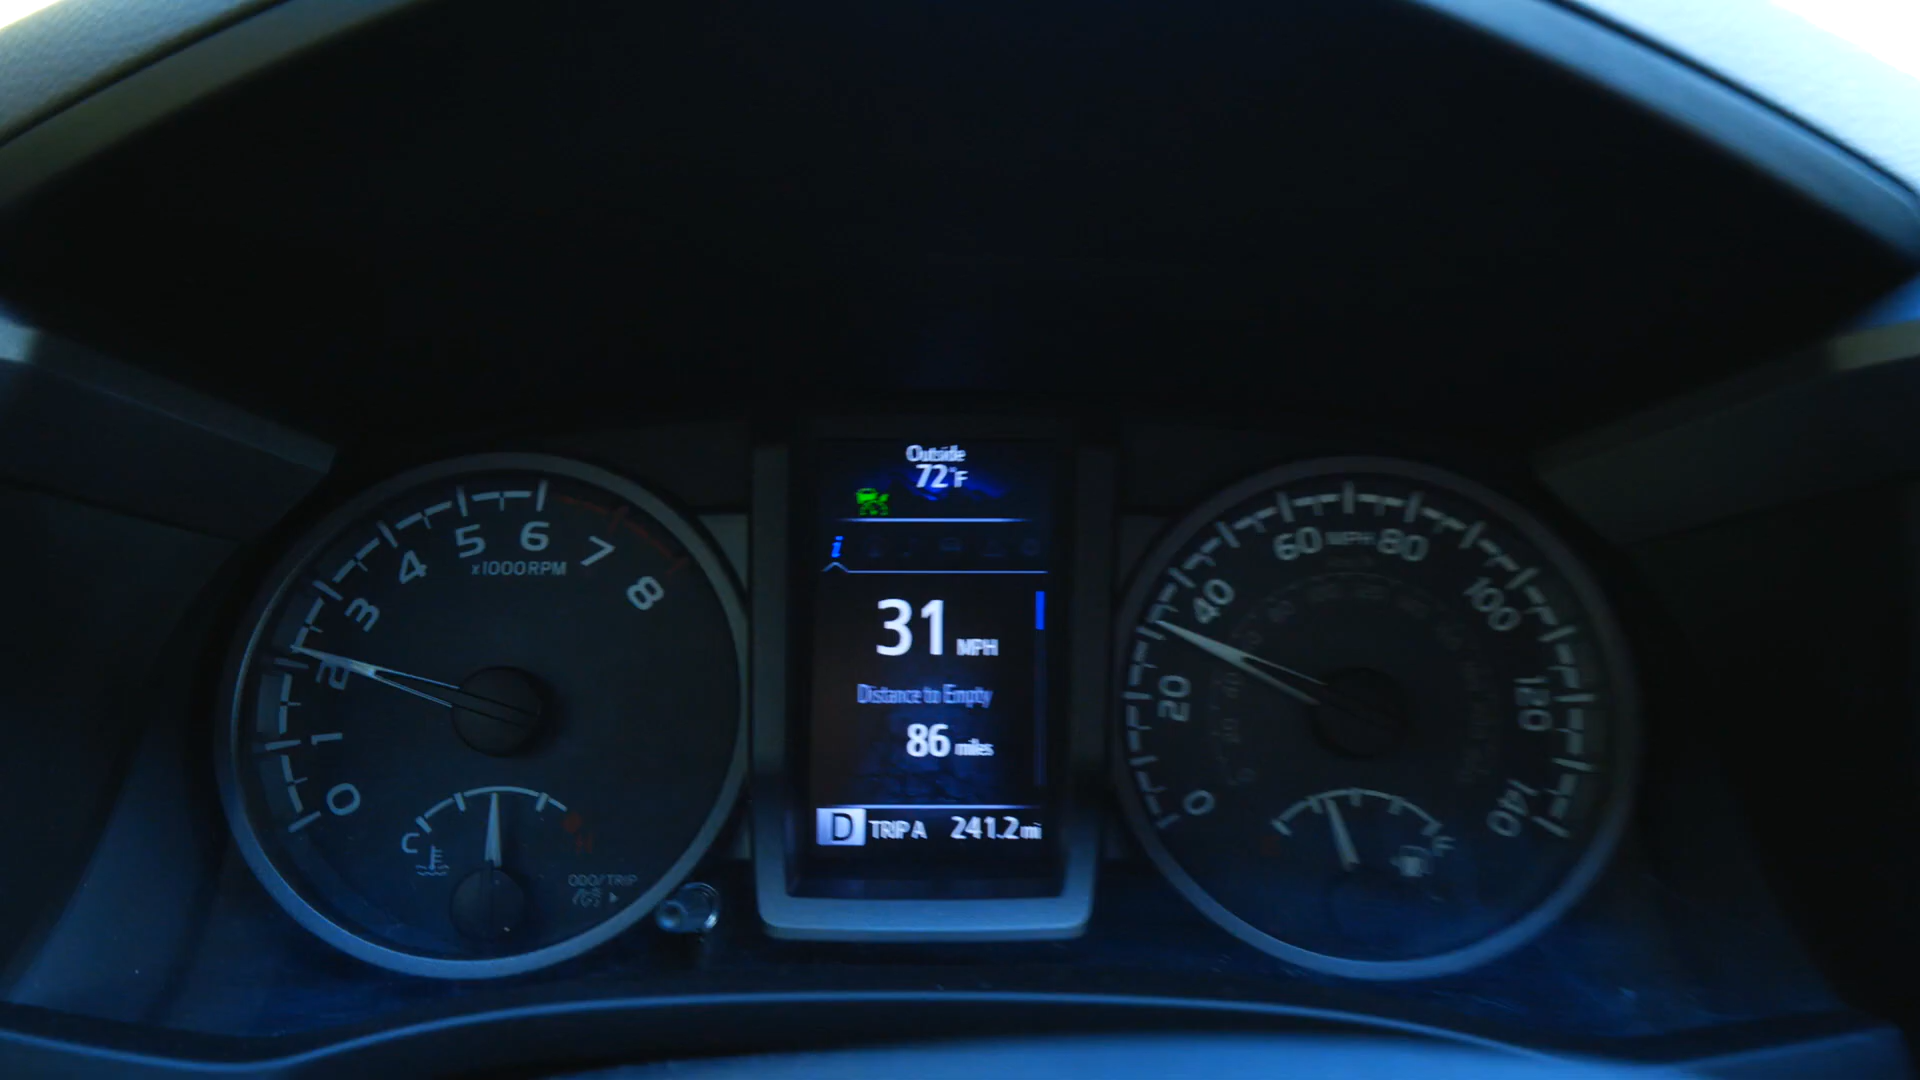 Outside
72°F
i
31 MPH
Distance to Empty
86 miles
D TRIP A 241.2 mi
0 1 2 3 4 5 6 7 8
x1000RPM
C H
ODO/TRIP
0 20 40 60 80 100 120 140
MPH
F